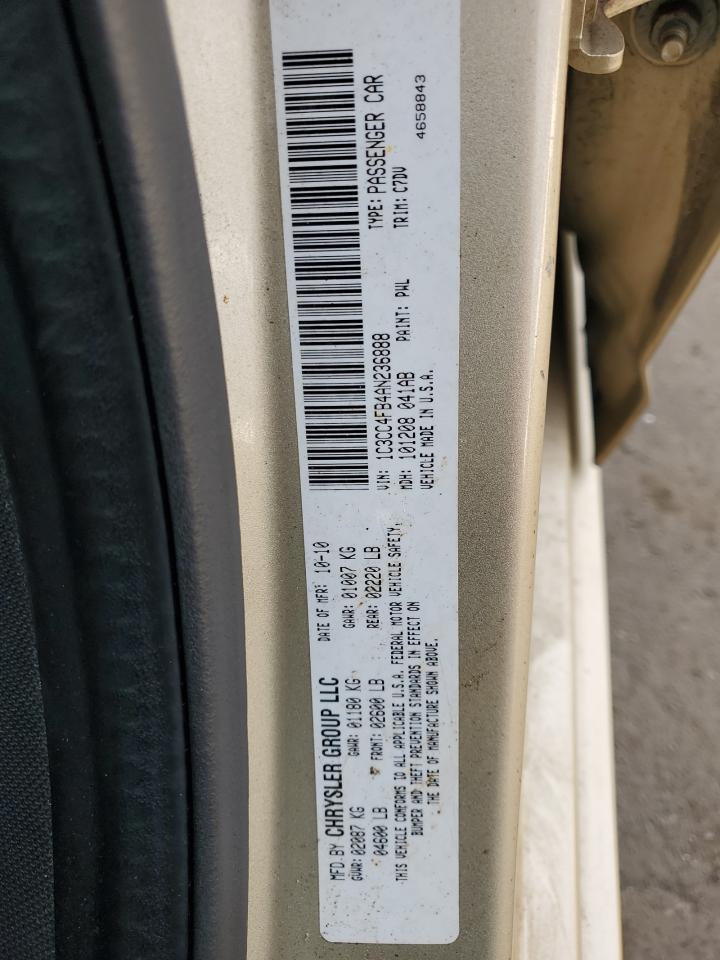 MFD BY CHRYSLER GROUP LLC
DATE OF MFR: 10-10
GVWR: 02087 KG
GAWR: 01180 KG
GAWR: 01007 KG
04600 LB
FRONT: 02600 LB
REAR: 02220 LB
THIS VEHICLE CONFORMS TO ALL APPLICABLE U.S.A. FEDERAL MOTOR VEHICLE SAFETY,
BUMPER AND THEFT PREVENTION STANDARDS IN EFFECT ON
THE DATE OF MANUFACTURE SHOWN ABOVE.
VIN: 1C3CC4FB4AN236888
TYPE: PASSENGER CAR
MDH: 101208 041AB
PAINT: PWL
TRIM: C7DV
VEHICLE MADE IN U.S.A.
4658843